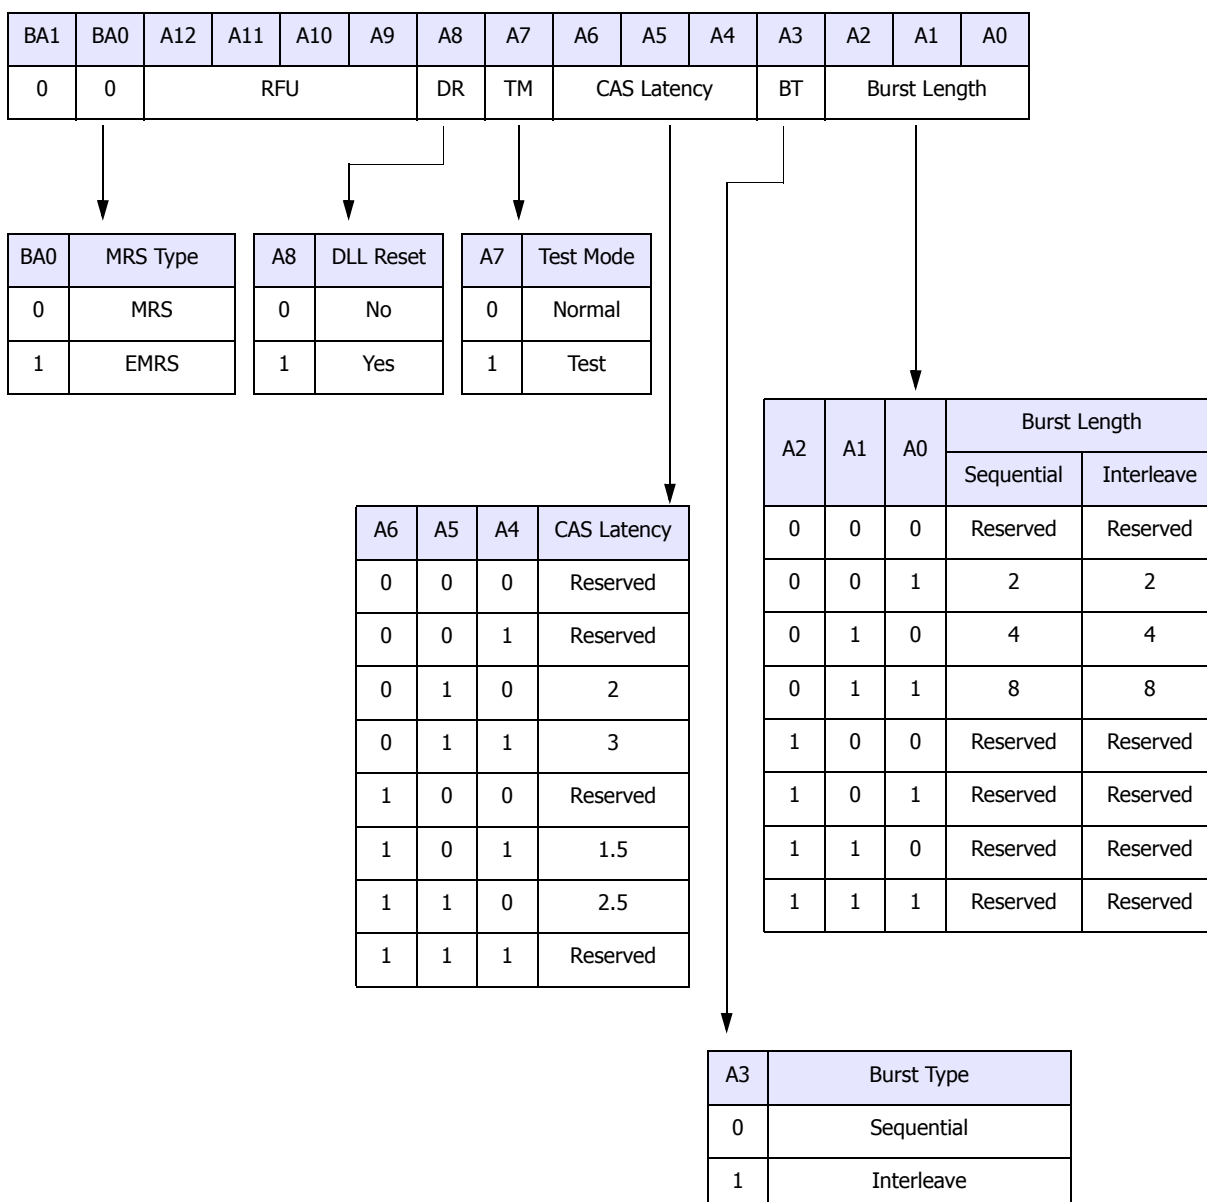 BA1 BA0 A12 A11 A10 A9 A8 A7 A6 A5 A4 A3 A2 A1 A0
0 0 RFU DR TM CAS Latency BT Burst Length
BA0 MRS Type
0 MRS
1 EMRS
A8 DLL Reset
0 No
1 Yes
A7 Test Mode
0 Normal
1 Test
A6 A5 A4 CAS Latency
0 0 0 Reserved
0 0 1 Reserved
0 1 0 2
0 1 1 3
1 0 0 Reserved
1 0 1 1.5
1 1 0 2.5
1 1 1 Reserved
A2 A1 A0 Burst Length
Sequential Interleave
0 0 0 Reserved Reserved
0 0 1 2 2
0 1 0 4 4
0 1 1 8 8
1 0 0 Reserved Reserved
1 0 1 Reserved Reserved
1 1 0 Reserved Reserved
1 1 1 Reserved Reserved
A3 Burst Type
0 Sequential
1 Interleave